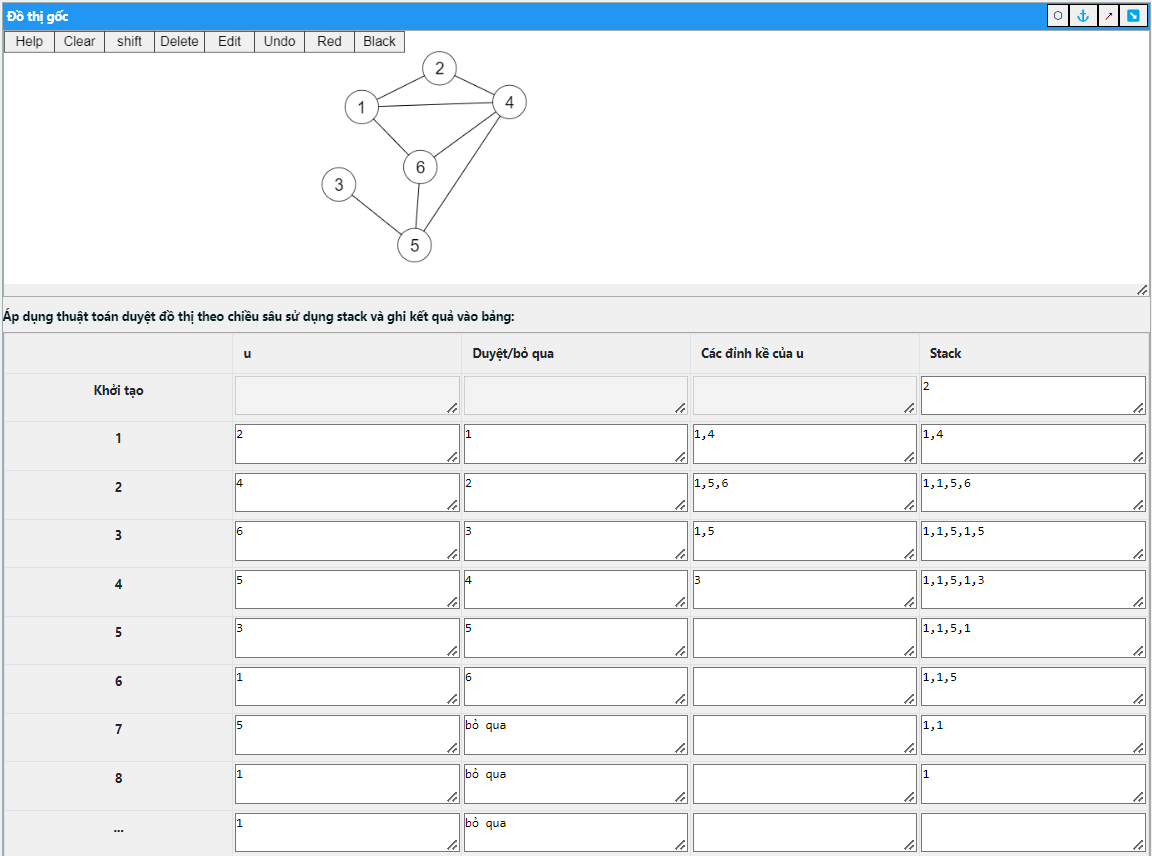 Đồ thị gốc
Help Clear shift Delete Edit Undo Red Black
2
1
4
6
3
5
Áp dụng thuật toán duyệt đồ thị theo chiều sâu sử dụng stack và ghi kết quả vào bảng:
u Duyệt/bỏ qua Các đỉnh kề của u Stack
Khởi tạo 2
1 2 1 1,4 1,4
2 4 2 1,5,6 1,1,5,6
3 6 3 1,5 1,1,5,1,5
4 5 4 3 1,1,5,1,3
5 3 5 1,1,5,1
6 1 6 1,1,5
7 5 bỏ qua 1,1
8 1 bỏ qua 1
... 1 bỏ qua